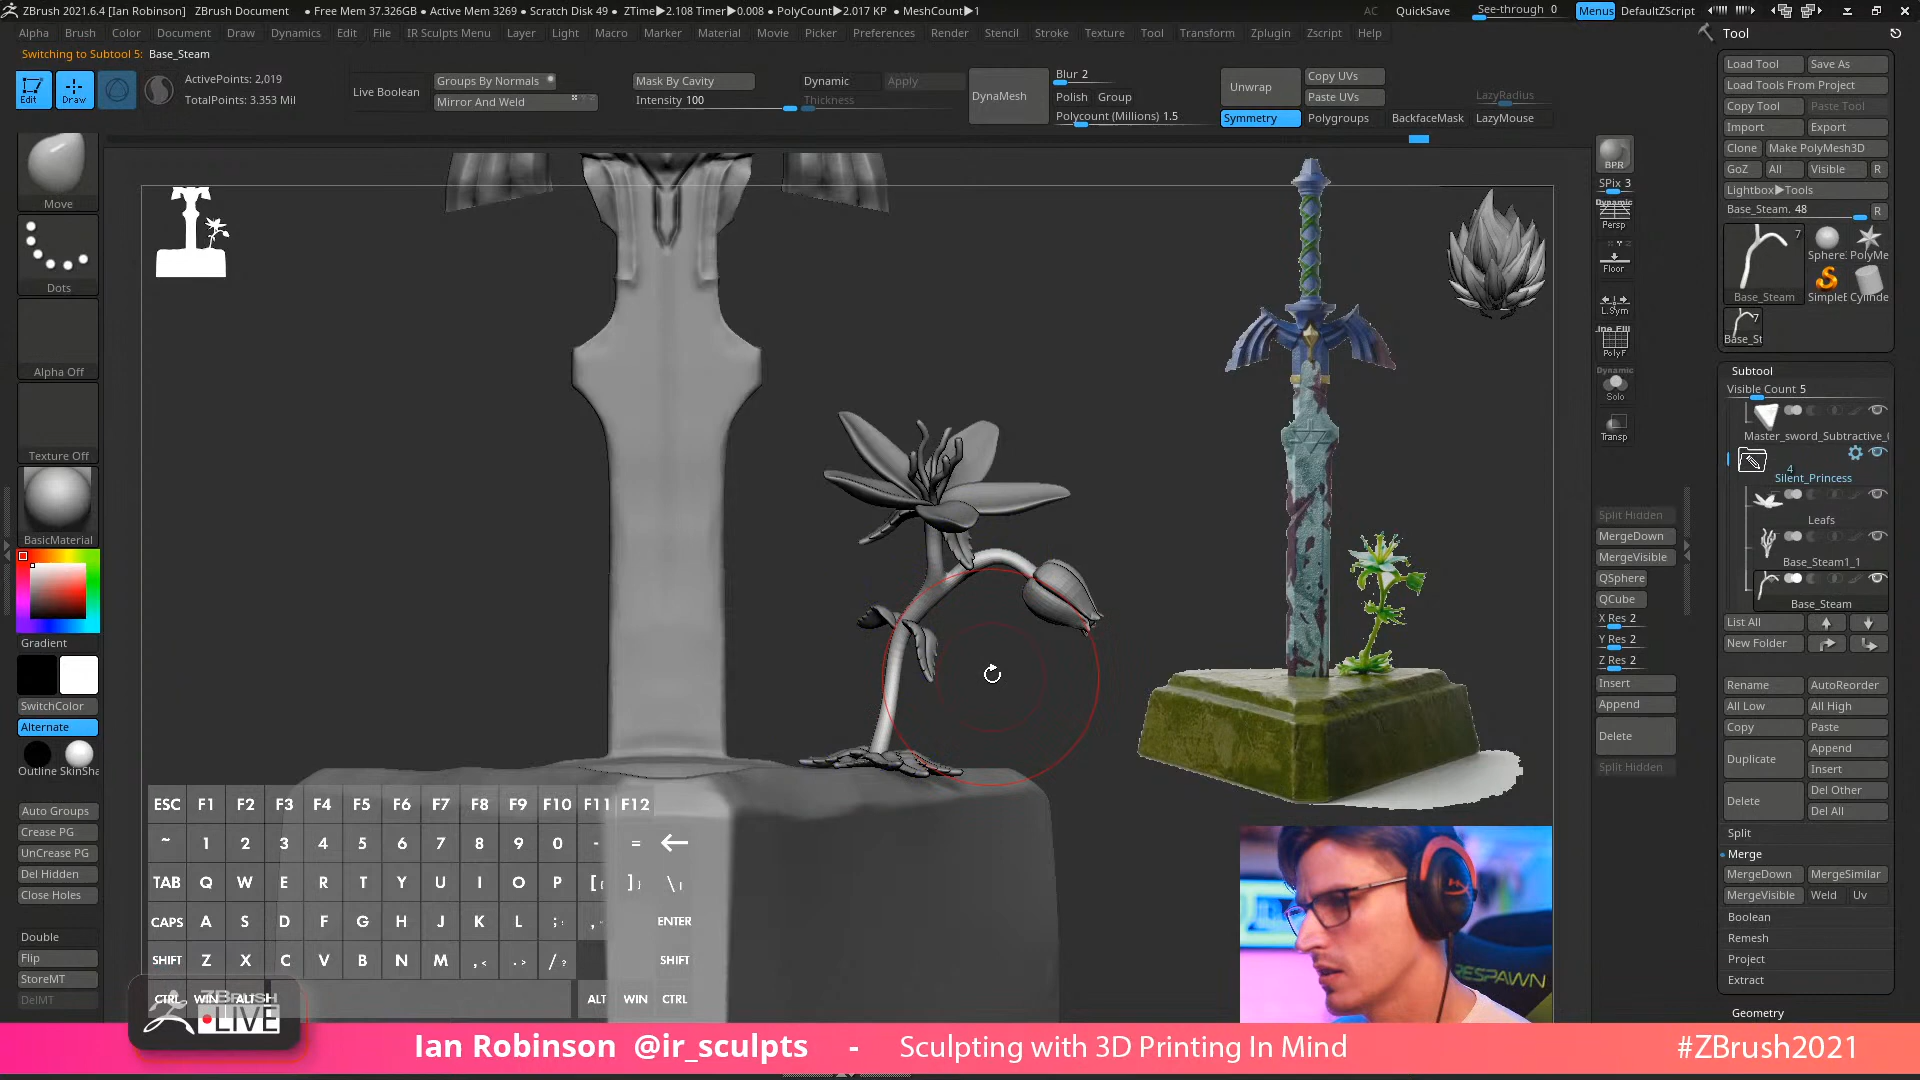 ZBrush 2021.6.4 [Ian Robinson] ZBrush Document • Free Mem 37.326GB • Active Mem 3269 • Scratch Disk 49 • ZTime▶2.108 Timer▶0.008 • PolyCount▶2.017 KP • MeshCount▶1
AC QuickSave See-through 0 Menus DefaultZScript
Alpha Brush Color Document Draw Dynamics Edit File IR Sculpts Menu Layer Light Macro Marker Material Movie Picker Preferences Render Stencil Stroke Texture Tool Transform Zplugin Zscript Help
Switching to Subtool 5: Base_Steam
Edit
Draw
ActivePoints: 2,019
TotalPoints: 3.353 Mil
Live Boolean
Groups By Normals
Mirror And Weld
Mask By Cavity
Intensity 100
Dynamic
Apply
Thickness
DynaMesh
Blur 2
Polish Group
Polycount (Millions) 1.5
Unwrap
Copy UVs
Paste UVs
Symmetry
Polygroups
BackfaceMask
LazyRadius
LazyMouse
Move
Dots
Alpha Off
Texture Off
BasicMaterial
Gradient
SwitchColor
Alternate
Outline SkinSha
Auto Groups
Crease PG
UnCrease PG
Del Hidden
Close Holes
Double
Flip
StoreMT
DelMT
BPR
SPix 3
Dynamic
Persp
Floor
L.Sym
Line Fill
PolyF
Dynamic
Solo
Transp
Split Hidden
MergeDown
MergeVisible
QSphere
QCube
X Res 2
Y Res 2
Z Res 2
Insert
Append
Delete
Split Hidden
Tool
Load Tool Save As
Load Tools From Project
Copy Tool Paste Tool
Import Export
Clone Make PolyMesh3D
GoZ All Visible R
Lightbox▶Tools
Base_Steam. 48 R
7
Sphere PolyMe
Base_Steam SimpleE Cylinde
7
Base_St
Subtool
Visible Count 5
Master_sword_Subtractive_
4
Silent_Princess
Leafs
Base_Steam1_1
Base_Steam
List All
New Folder
Rename AutoReorder
All Low All High
Copy Paste
Duplicate Append
Insert
Delete Del Other
Del All
Split
Merge
MergeDown MergeSimilar
MergeVisible Weld Uv
Boolean
Remesh
Project
Extract
Geometry
ESC F1 F2 F3 F4 F5 F6 F7 F8 F9 F10 F11 F12
~ 1 2 3 4 5 6 7 8 9 0 - =
TAB Q W E R T Y U I O P [{ ]} \|
CAPS A S D F G H J K L ;: ENTER
SHIFT Z X C V B N M ,< .> /? SHIFT
CTRL WIN ALT ALT WIN CTRL
ZBRUSH
LIVE
RESPAWN
Ian Robinson @ir_sculpts - Sculpting with 3D Printing In Mind #ZBrush2021